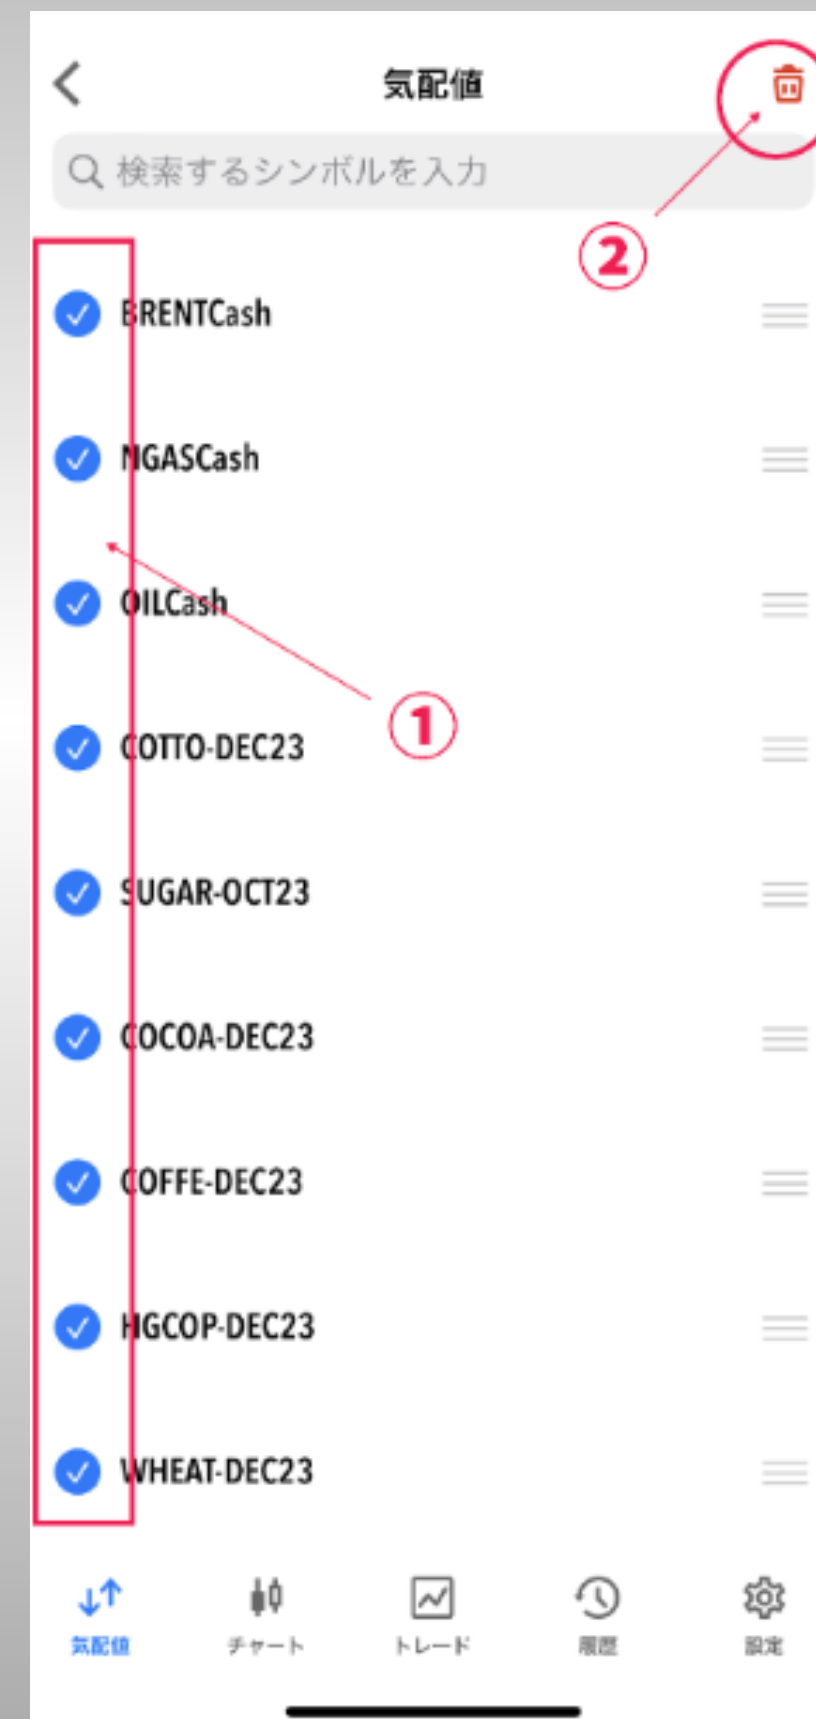 気配値
検索するシンボルを入力
②
BRENTCash
NGASCash
OILCash
①
COTTO-DEC23
SUGAR-OCT23
COCOA-DEC23
COFFE-DEC23
HGCOP-DEC23
WHEAT-DEC23
気配値 チャート トレード 履歴 設定